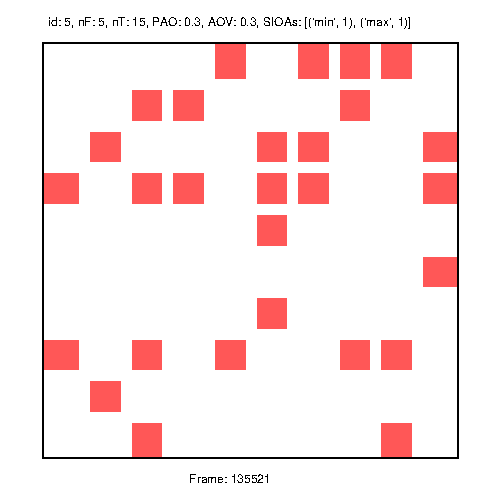 id: 5, nF: 5, nT: 15, PAO: 0.3, AOV: 0.3, SIOAs: [('min', 1), ('max', 1)]
Frame: 135521